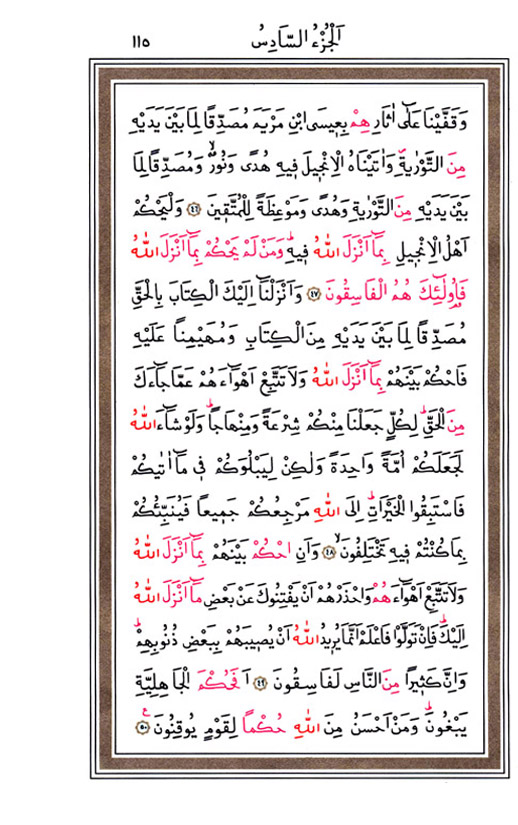 اَلْجُزْءُ السَّادِسُ ١١٥
وَقَفَّيْنَا عَلٰٓى اٰثَارِهِمْ بِعِيسَى ابْنِ مَرْيَمَ مُصَدِّقًا لِمَا بَيْنَ يَدَيْهِ
مِنَ التَّوْرٰيةِۖ وَاٰتَيْنَاهُ الْاِنْجٖيلَ فٖيهِ هُدًى وَنُورٌۙ وَمُصَدِّقًا لِمَا
بَيْنَ يَدَيْهِ مِنَ التَّوْرٰيةِ وَهُدًى وَمَوْعِظَةً لِلْمُتَّقٖينَ ﴿٤٦﴾ وَلْيَحْكُمْ
اَهْلُ الْاِنْجٖيلِ بِمَٓا اَنْزَلَ اللّٰهُ فٖيهِۜ وَمَنْ لَمْ يَحْكُمْ بِمَٓا اَنْزَلَ اللّٰهُ
فَاُولٰٓئِكَ هُمُ الْفَاسِقُونَ ﴿٤٧﴾ وَاَنْزَلْنَٓا اِلَيْكَ الْكِتَابَ بِالْحَقِّ
مُصَدِّقًا لِمَا بَيْنَ يَدَيْهِ مِنَ الْكِتَابِ وَمُهَيْمِنًا عَلَيْهِ
فَاحْكُمْ بَيْنَهُمْ بِمَٓا اَنْزَلَ اللّٰهُ وَلَا تَتَّبِعْ اَهْوَٓاءَهُمْ عَمَّا جَٓاءَكَ
مِنَ الْحَقِّۜ لِكُلٍّ جَعَلْنَا مِنْكُمْ شِرْعَةً وَمِنْهَاجًاۜ وَلَوْ شَٓاءَ اللّٰهُ
لَجَعَلَكُمْ اُمَّةً وَاحِدَةً وَلٰكِنْ لِيَبْلُوَكُمْ فٖى مَٓا اٰتٰيكُمْ
فَاسْتَبِقُوا الْخَيْرَاتِۜ اِلَى اللّٰهِ مَرْجِعُكُمْ جَمٖيعًا فَيُنَبِّئُكُمْ
بِمَا كُنْتُمْ فٖيهِ تَخْتَلِفُونَۙ ﴿٤٨﴾ وَاَنِ احْكُمْ بَيْنَهُمْ بِمَٓا اَنْزَلَ اللّٰهُ
وَلَا تَتَّبِعْ اَهْوَٓاءَهُمْ وَاحْذَرْهُمْ اَنْ يَفْتِنُوكَ عَنْ بَعْضِ مَٓا اَنْزَلَ اللّٰهُ
اِلَيْكَۜ فَاِنْ تَوَلَّوْا فَاعْلَمْ اَنَّمَا يُرٖيدُ اللّٰهُ اَنْ يُصٖيبَهُمْ بِبَعْضِ ذُنُوبِهِمْۜ
وَاِنَّ كَثٖيرًا مِنَ النَّاسِ لَفَاسِقُونَ ﴿٤٩﴾ اَفَحُكْمَ الْجَاهِلِيَّةِ
يَبْغُونَۜ وَمَنْ اَحْسَنُ مِنَ اللّٰهِ حُكْمًا لِقَوْمٍ يُوقِنُونَ ﴿٥٠﴾ ع